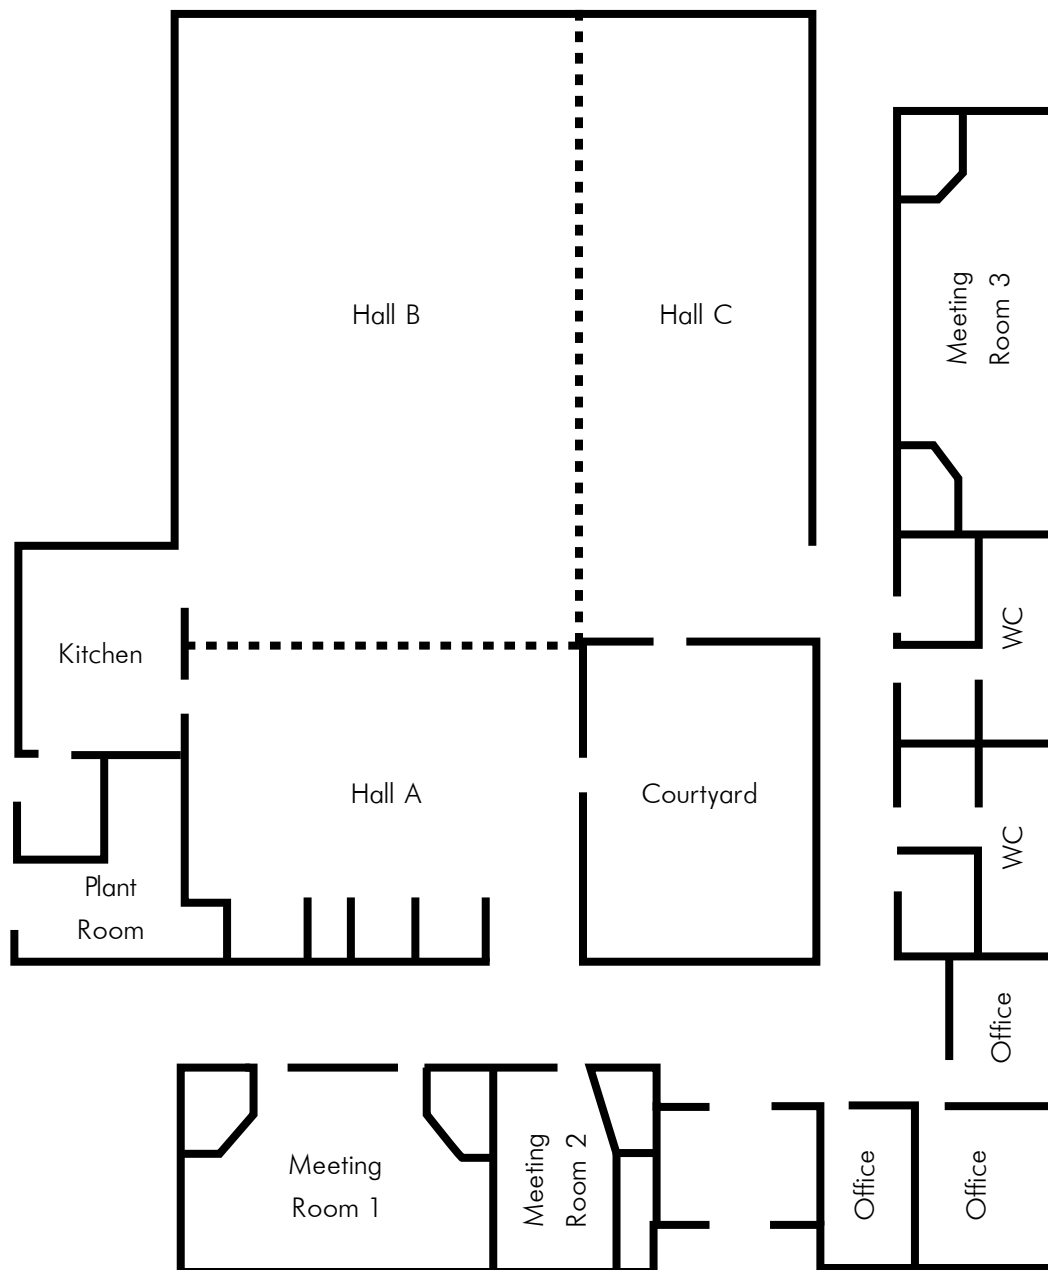 Hall B
Hall C
Meeting
Room 3
Kitchen
WC
Hall A
Courtyard
WC
Plant
Room
Office
Meeting
Room 1
Meeting
Room 2
Office
Office